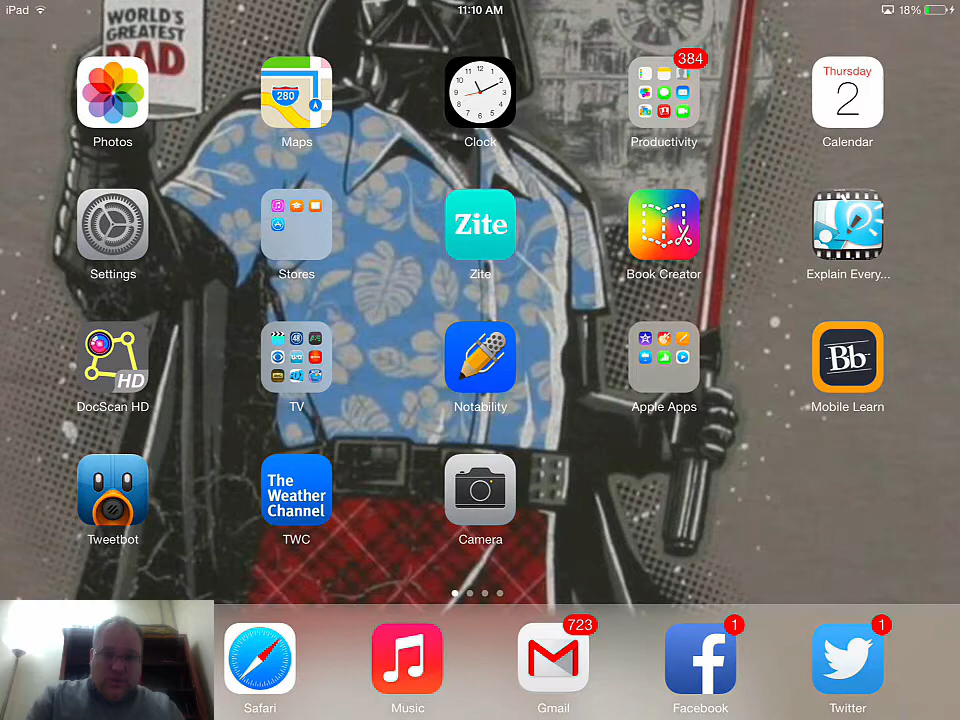 iPad
11:10 AM
18%
WORLD'S
GREATEST
DAD
280
12
384
Thursday
2
Photos
Maps
Clock
Productivity
Calendar
Zite
Settings
Stores
Zite
Book Creator
Explain Every...
HD
Bb
DocScan HD
TV
Notability
Apple Apps
Mobile Learn
The
Weather
Channel
Tweetbot
TWC
Camera
723
1
1
Safari
Music
Gmail
Facebook
Twitter